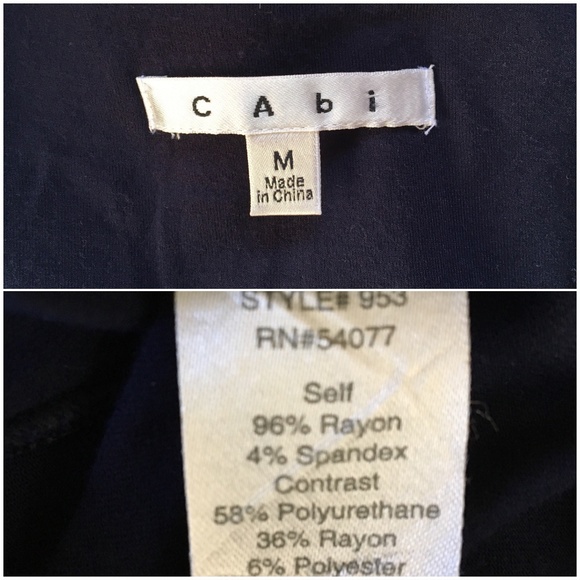 CAbi
M
Made
in China
STYLE# 953
RN#54077
Self
96% Rayon
4% Spandex
Contrast
58% Polyurethane
36% Rayon
6% Polyester